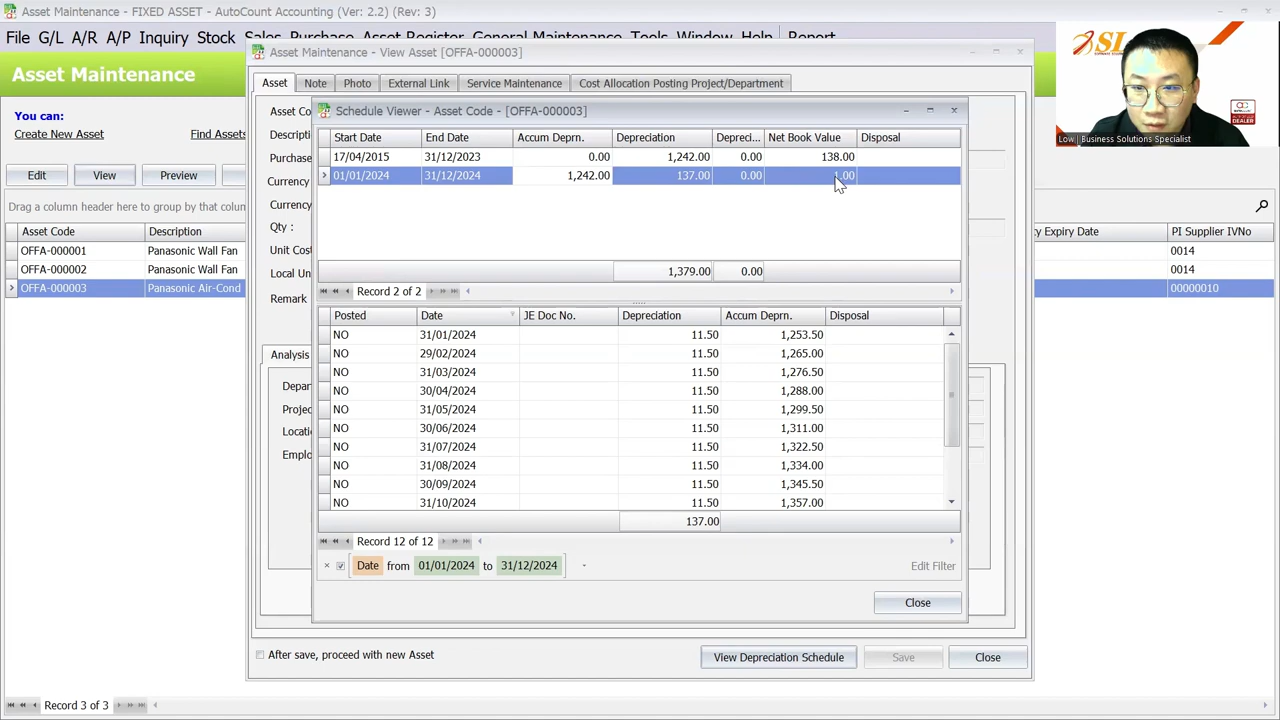 Asset Maintenance - FIXED ASSET - AutoCount Accounting (Ver: 2.2) (Rev: 3)
File G/L A/R A/P Inquiry Stock Sales Purchase Asset Register General Maintenance Tools Window Help Report
Asset Maintenance
You can:
Create New Asset Find Assets
Edit View Preview
Drag a column header here to group by that colum
Asset Code Description
OFFA-000001 Panasonic Wall Fan
OFFA-000002 Panasonic Wall Fan
OFFA-000003 Panasonic Air-Cond
y Expiry Date PI Supplier IVNo
0014
0014
00000010
Record 3 of 3
Asset Maintenance - View Asset [OFFA-000003]
Asset Note Photo External Link Service Maintenance Cost Allocation Posting Project/Department
Asset Co
Descripti
Purchase
Currency
Supplier
Qty :
Unit Cost
Local Un
Remark
Analysis
Depar
Projec
Locati
Emplo
After save, proceed with new Asset
View Depreciation Schedule Save Close
Schedule Viewer - Asset Code - [OFFA-000003]
Start Date End Date Accum Deprn. Depreciation Depreci... Net Book Value Disposal
17/04/2015 31/12/2023 0.00 1,242.00 0.00 138.00
01/01/2024 31/12/2024 1,242.00 137.00 0.00 1.00
1,379.00 0.00
Record 2 of 2
Posted Date JE Doc No. Depreciation Accum Deprn. Disposal
NO 31/01/2024 11.50 1,253.50
NO 29/02/2024 11.50 1,265.00
NO 31/03/2024 11.50 1,276.50
NO 30/04/2024 11.50 1,288.00
NO 31/05/2024 11.50 1,299.50
NO 30/06/2024 11.50 1,311.00
NO 31/07/2024 11.50 1,322.50
NO 31/08/2024 11.50 1,334.00
NO 30/09/2024 11.50 1,345.50
NO 31/10/2024 11.50 1,357.00
137.00
Record 12 of 12
Date from 01/01/2024 to 31/12/2024 Edit Filter
Close
Low | Business Solutions Specialist
DEALER